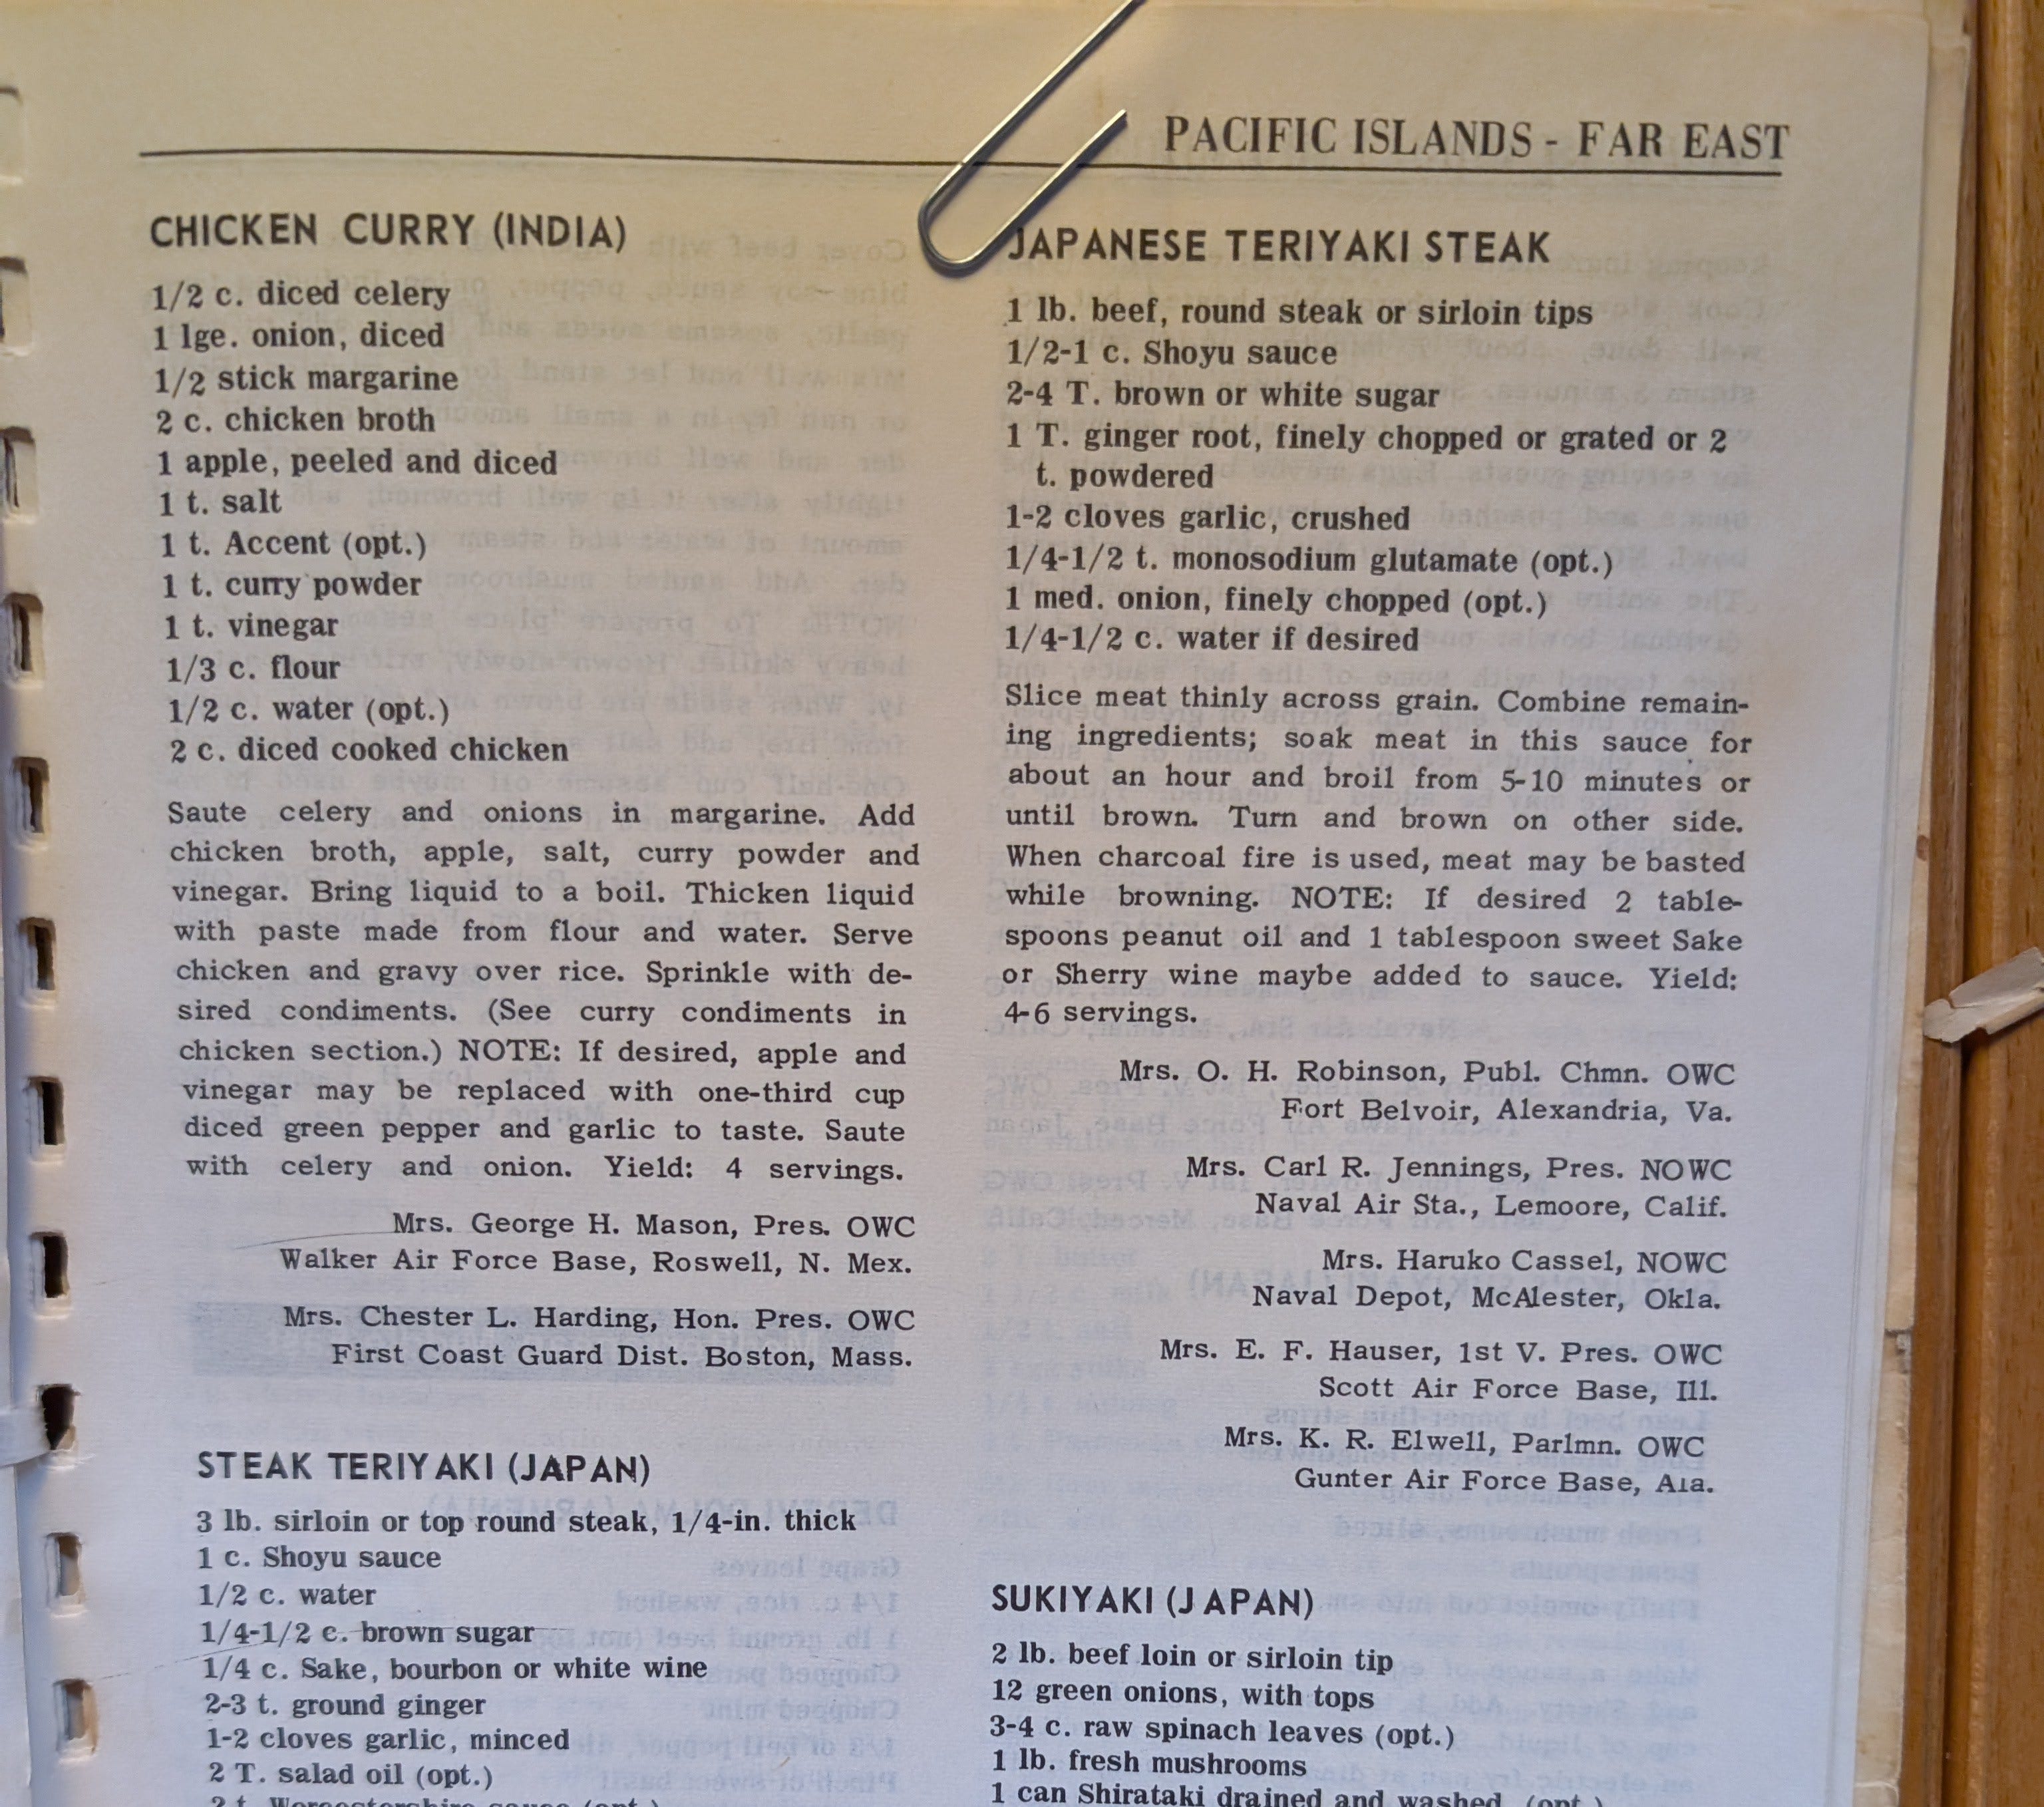 PACIFIC ISLANDS - FAR EAST
CHICKEN CURRY (INDIA)
1/2 c. diced celery
1 lge. onion, diced
1/2 stick margarine
2 c. chicken broth
1 apple, peeled and diced
1 t. salt
1 t. Accent (opt.)
1 t. curry powder
1 t. vinegar
1/3 c. flour
1/2 c. water (opt.)
2 c. diced cooked chicken
Saute celery and onions in margarine. Add
chicken broth, apple, salt, curry powder and
vinegar. Bring liquid to a boil. Thicken liquid
with paste made from flour and water. Serve
chicken and gravy over rice. Sprinkle with de-
sired condiments. (See curry condiments in
chicken section.) NOTE: If desired, apple and
vinegar may be replaced with one-third cup
diced green pepper and garlic to taste. Saute
with celery and onion. Yield: 4 servings.
Mrs. George H. Mason, Pres. OWC
Walker Air Force Base, Roswell, N. Mex.
Mrs. Chester L. Harding, Hon. Pres. OWC
First Coast Guard Dist. Boston, Mass.
STEAK TERIYAKI (JAPAN)
3 lb. sirloin or top round steak, 1/4-in. thick
1 c. Shoyu sauce
1/2 c. water
1/4-1/2 c. brown sugar
1/4 c. Sake, bourbon or white wine
2-3 t. ground ginger
1-2 cloves garlic, minced
2 T. salad oil (opt.)
2 t. Worcestershire sauce (opt.)
JAPANESE TERIYAKI STEAK
1 lb. beef, round steak or sirloin tips
1/2-1 c. Shoyu sauce
2-4 T. brown or white sugar
1 T. ginger root, finely chopped or grated or 2
t. powdered
1-2 cloves garlic, crushed
1/4-1/2 t. monosodium glutamate (opt.)
1 med. onion, finely chopped (opt.)
1/4-1/2 c. water if desired
Slice meat thinly across grain. Combine remain-
ing ingredients; soak meat in this sauce for
about an hour and broil from 5-10 minutes or
until brown. Turn and brown on other side.
When charcoal fire is used, meat may be basted
while browning. NOTE: If desired 2 table-
spoons peanut oil and 1 tablespoon sweet Sake
or Sherry wine maybe added to sauce. Yield:
4-6 servings.
Mrs. O. H. Robinson, Publ. Chmn. OWC
Fort Belvoir, Alexandria, Va.
Mrs. Carl R. Jennings, Pres. NOWC
Naval Air Sta., Lemoore, Calif.
Mrs. Haruko Cassel, NOWC
Naval Depot, McAlester, Okla.
Mrs. E. F. Hauser, 1st V. Pres. OWC
Scott Air Force Base, Ill.
Mrs. K. R. Elwell, Parlmn. OWC
Gunter Air Force Base, Ala.
SUKIYAKI (JAPAN)
2 lb. beef loin or sirloin tip
12 green onions, with tops
3-4 c. raw spinach leaves (opt.)
1 lb. fresh mushrooms
1 can Shirataki drained and washed, (opt.)